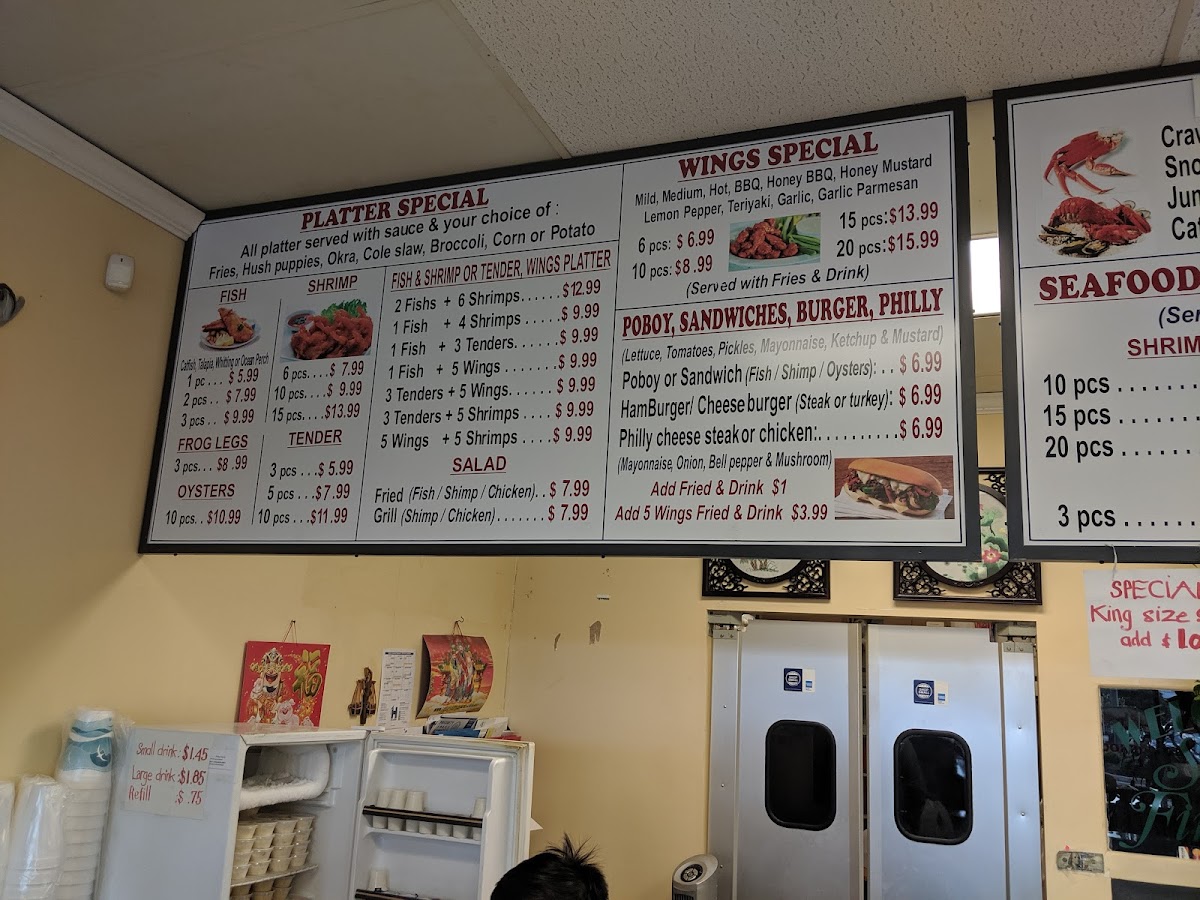 PLATTER SPECIAL
All platter served with sauce & your choice of :
Fries, Hush puppies, Okra, Cole slaw, Broccoli, Corn or Potato
FISH
Catfish, Talapia, Whitting or Ocean Perch
1 pc . . . $ 5.99
2 pcs . . $ 7.99
3 pcs . . $ 9.99
SHRIMP
6 pcs. . . . $ 7.99
10 pcs. . . .$ 9.99
15 pcs. . . .$13.99
FROG LEGS
3 pcs. . . $8 .99
OYSTERS
10 pcs. . $10.99
TENDER
3 pcs . . .$ 5.99
5 pcs . . .$7.99
10 pcs . . .$11.99
FISH & SHRIMP OR TENDER, WINGS PLATTER
2 Fishs + 6 Shrimps. . . . . . $12.99
1 Fish + 4 Shrimps . . . . . $ 9.99
1 Fish + 3 Tenders. . . . . . $ 9.99
1 Fish + 5 Wings . . . . . . .$ 9.99
3 Tenders + 5 Wings. . . . . . $ 9.99
3 Tenders + 5 Shrimps . . . . $ 9.99
5 Wings + 5 Shrimps . . . . $ 9.99
SALAD
Fried (Fish / Shimp / Chicken). . $ 7.99
Grill (Shimp / Chicken) . . . . . . . $ 7.99
WINGS SPECIAL
Mild, Medium, Hot, BBQ, Honey BBQ, Honey Mustard
Lemon Pepper, Teriyaki, Garlic, Garlic Parmesan
6 pcs: $ 6.99
10 pcs: $8 .99
15 pcs:$13.99
20 pcs:$15.99
(Served with Fries & Drink)
POBOY, SANDWICHES, BURGER, PHILLY
(Lettuce, Tomatoes, Pickles, Mayonnaise, Ketchup & Mustard)
Poboy or Sandwich (Fish / Shimp / Oysters): . . $ 6.99
HamBurger/ Cheeseburger (Steak or turkey): $ 6.99
Philly cheese steak or chicken:. . . . . . . . . .$ 6.99
(Mayonnaise, Onion, Bell pepper & Mushroom)
Add Fried & Drink $1
Add 5 Wings Fried & Drink $3.99
SEAFOOD
10 pcs . . . . . . . .
15 pcs . . . . . . . .
20 pcs . . . . . . . .
3 pcs . . . . . . .
SPECIAL
King size
add $
Small drink : $1.45
Large drink :$1.85
Refill :$ .75